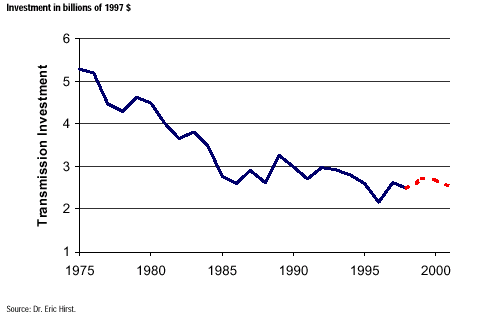 Investment in billions of 1997 $
Transmission Investment
6
5
4
3
2
1
1975 1980 1985 1990 1995 2000
Source: Dr. Eric Hirst.